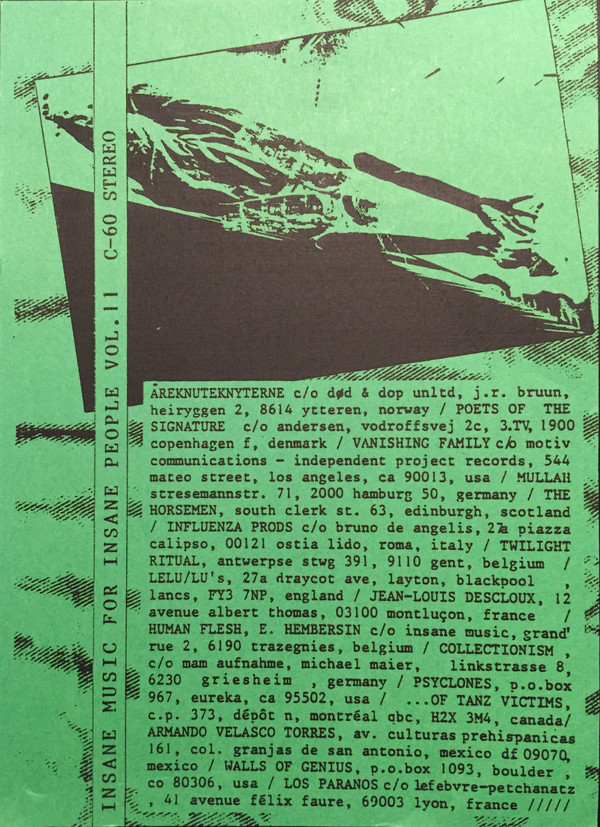 INSANE MUSIC FOR INSANE PEOPLE VOL.11 C-60 STEREO
ÅREKNUTEKNYTERNE c/o død & dop unltd, j.r. bruun,
heiryggen 2, 8614 ytteren, norway / POETS OF THE
SIGNATURE c/o andersen, vodroffsvej 2c, 3.TV, 1900
copenhagen f, denmark / VANISHING FAMILY c/o motiv
communications - independent project records, 544
mateo street, los angeles, ca 90013, usa / MULLAH
stresemannstr. 71, 2000 hamburg 50, germany / THE
HORSEMEN, south clerk st. 63, edinburgh, scotland
/ INFLUENZA PRODS c/o bruno de angelis, 27a piazza
calipso, 00121 ostia lido, roma, italy / TWILIGHT
RITUAL, antwerpse stwg 391, 9110 gent, belgium /
LELU/LU's, 27a draycot ave, layton, blackpool ,
lancs, FY3 7NP, england / JEAN-LOUIS DESCLOUX, 12
avenue albert thomas, 03100 montluçon, france /
HUMAN FLESH, E. HEMBERSIN c/o insane music, grand'
rue 2, 6190 trazegnies, belgium / COLLECTIONISM ,
c/o mam aufnahme, michael maier, linkstrasse 8,
6230 griesheim , germany / PSYCLONES, p.o.box
967, eureka, ca 95502, usa / ...OF TANZ VICTIMS,
c.p. 373, dépôt n, montréal qbc, H2X 3M4, canada/
ARMANDO VELASCO TORRES, av. culturas prehispanicas
161, col. granjas de san antonio, mexico df 09070,
mexico / WALLS OF GENIUS, p.o.box 1093, boulder ,
co 80306, usa / LOS PARANOS c/o lefebvre-petchanatz
, 41 avenue félix faure, 69003 lyon, france /////